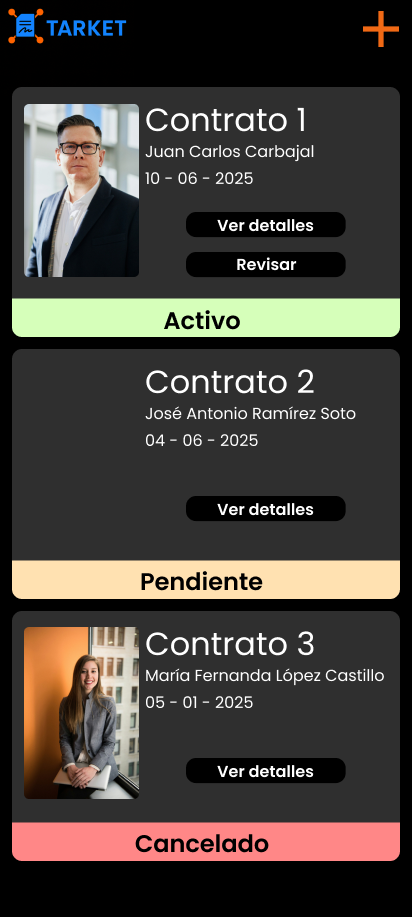 TARKET
Contrato 1
Juan Carlos Carbajal
10 - 06 - 2025
Ver detalles
Revisar
Activo
Contrato 2
José Antonio Ramírez Soto
04 - 06 - 2025
Ver detalles
Pendiente
Contrato 3
María Fernanda López Castillo
05 - 01 - 2025
Ver detalles
Cancelado